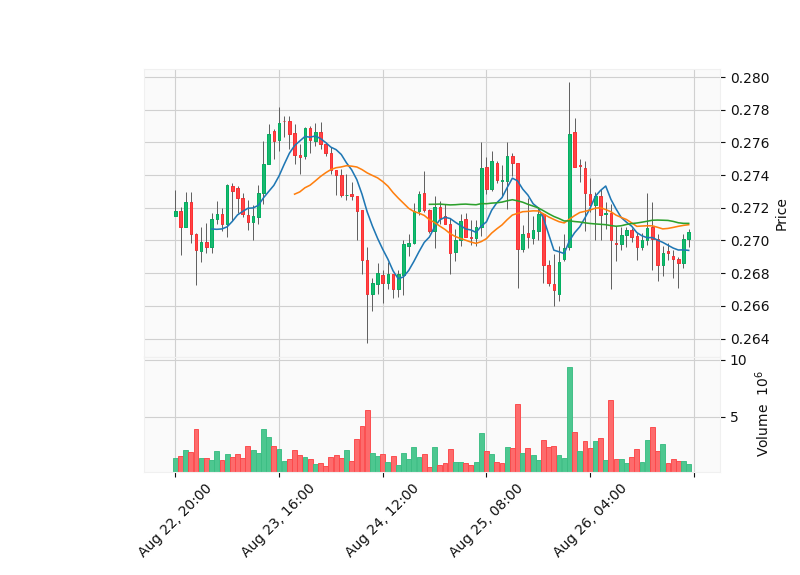 0.280
0.278
0.276
0.274
0.272
0.270
0.268
0.266
0.264
Price
10
5
Volume 10^6
Aug 22, 20:00
Aug 23, 16:00
Aug 24, 12:00
Aug 25, 08:00
Aug 26, 04:00